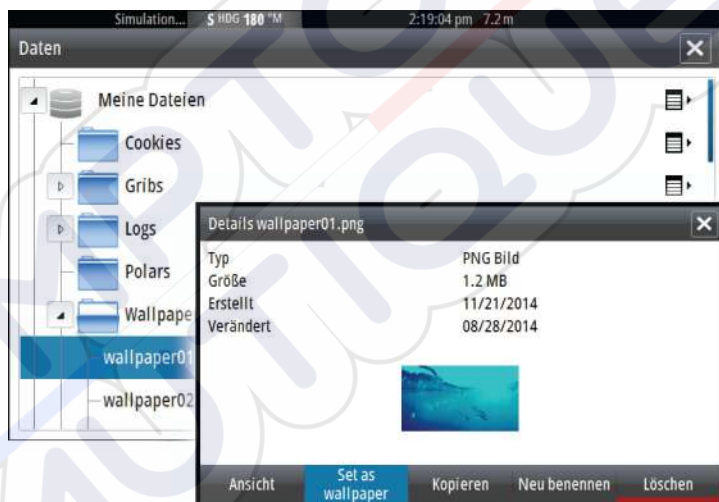 Simulation... S HDG 180 °M 2:19:04 pm 7.2 m
Daten
Meine Dateien
Cookies
Gribs
Logs
Polars
Wallpape
wallpaper01
wallpaper02
Details wallpaper01.png
Typ PNG Bild
Größe 1.2 MB
Erstellt 11/21/2014
Verändert 08/28/2014
Ansicht Set as wallpaper Kopieren Neu benennen Löschen